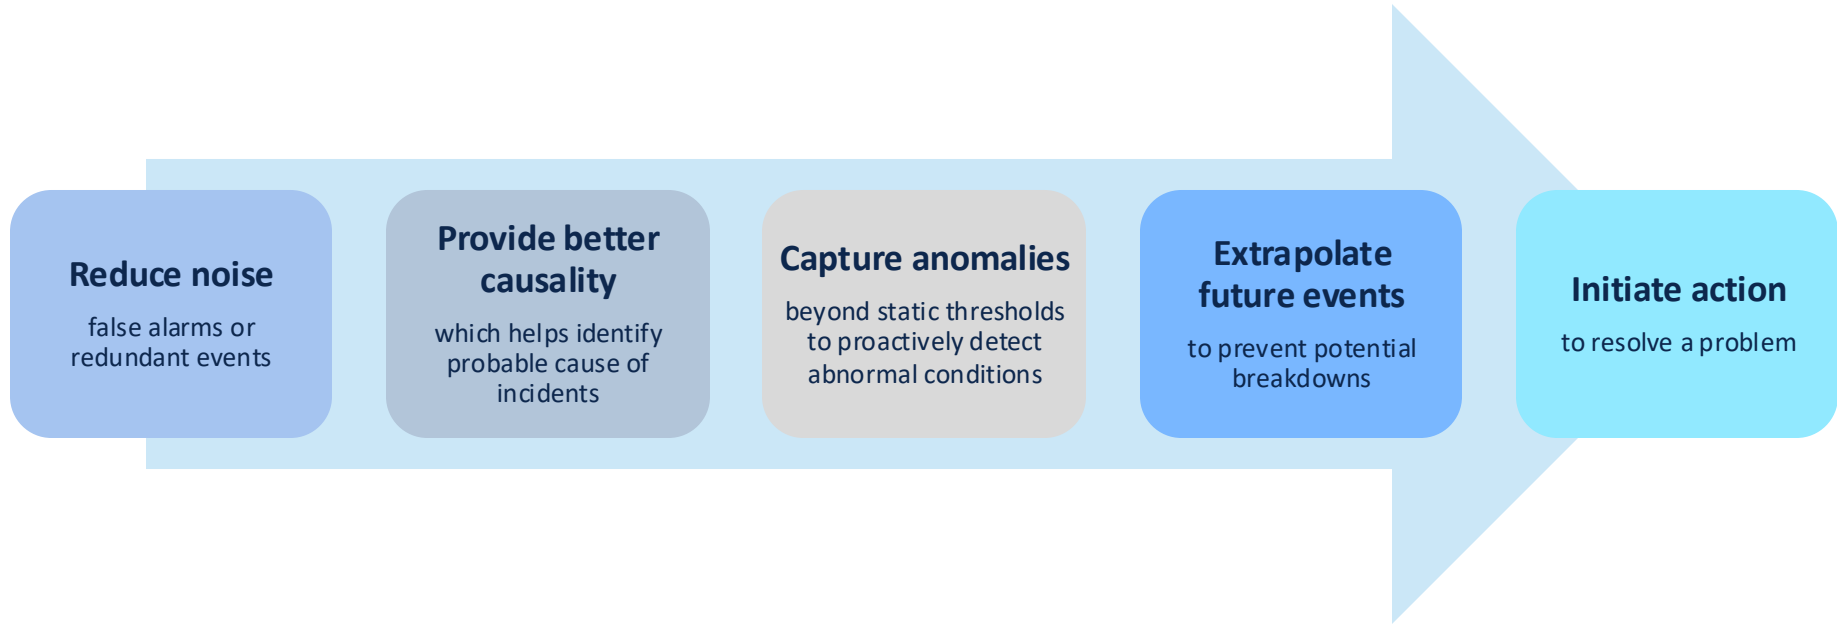 Reduce noise
false alarms or
redundant events
Provide better
causality
which helps identify
probable cause of
incidents
Capture anomalies
beyond static thresholds
to proactively detect
abnormal conditions
Extrapolate
future events
to prevent potential
breakdowns
Initiate action
to resolve a problem